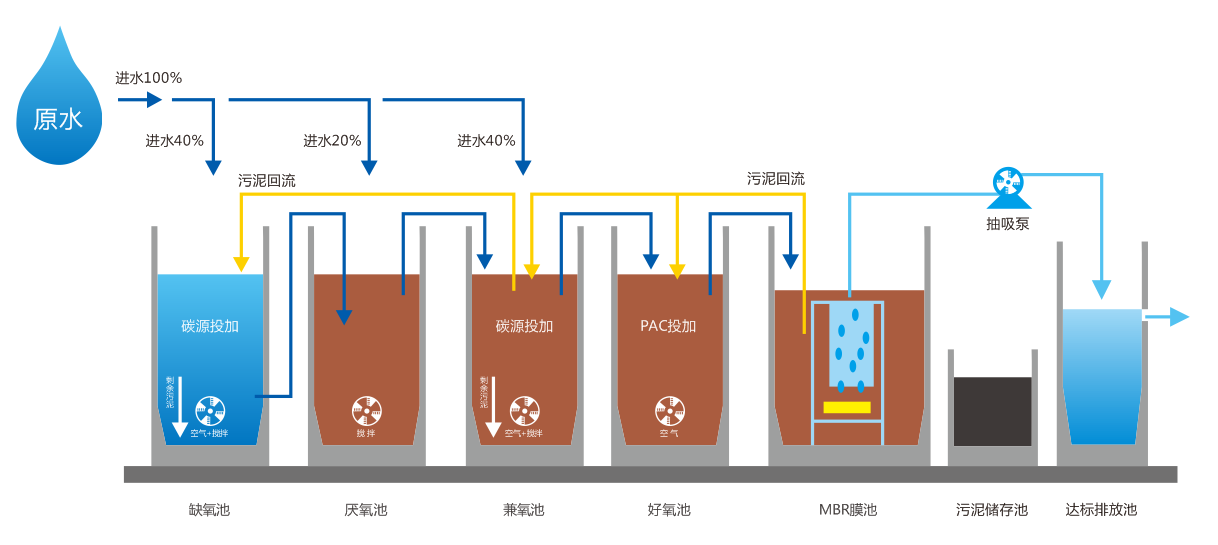 进水100%
原水
进水40%
进水20%
进水40%
污泥回流
污泥回流
抽吸泵
碳源投加
碳源投加
PAC投加
剩余污泥
剩余污泥
空气+搅拌
搅 拌
空气+搅拌
空 气
缺氧池
厌氧池
兼氧池
好氧池
MBR膜池
污泥储存池
达标排放池